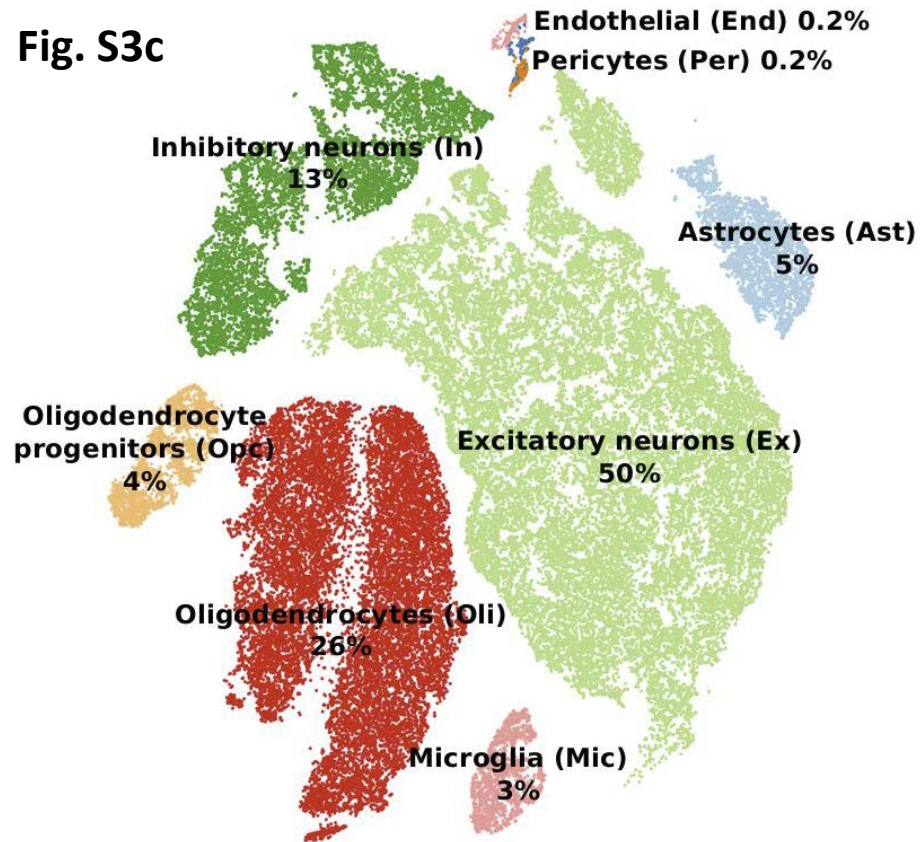 Fig. S3c
Endothelial (End) 0.2%
Pericytes (Per) 0.2%
Inhibitory neurons (In)
13%
Astrocytes (Ast)
5%
Oligodendrocyte
progenitors (Opc)
4%
Excitatory neurons (Ex)
50%
Oligodendrocytes (Oli)
26%
Microglia (Mic)
3%